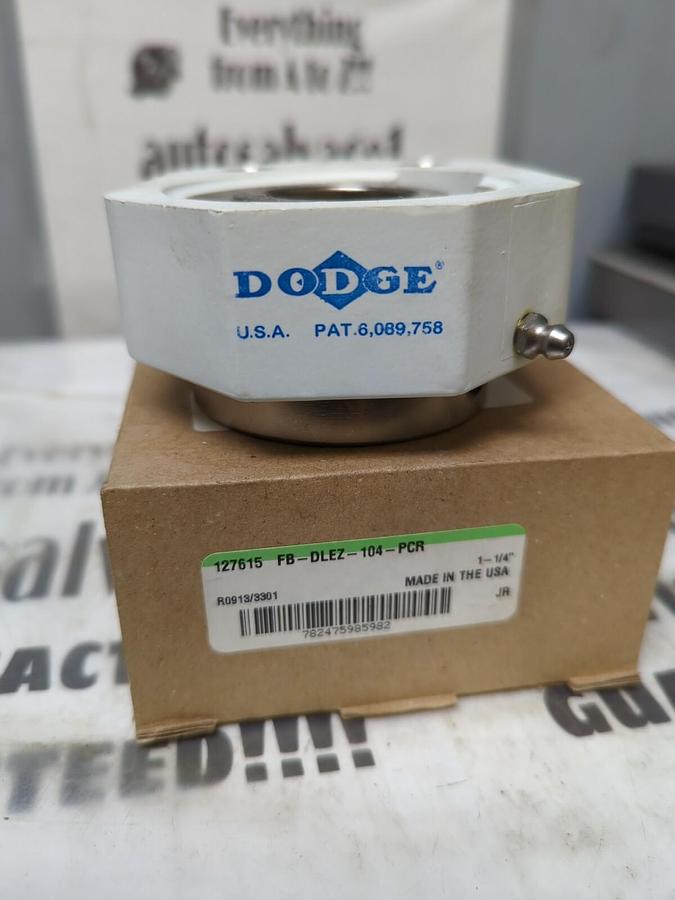 Everything
from A to Z!!
DODGE®
U.S.A. PAT.6,089,758
127615 FB-DLEZ-104-PCR
1-1/4"
MADE IN THE USA
R0913/3301
JR
782475985982